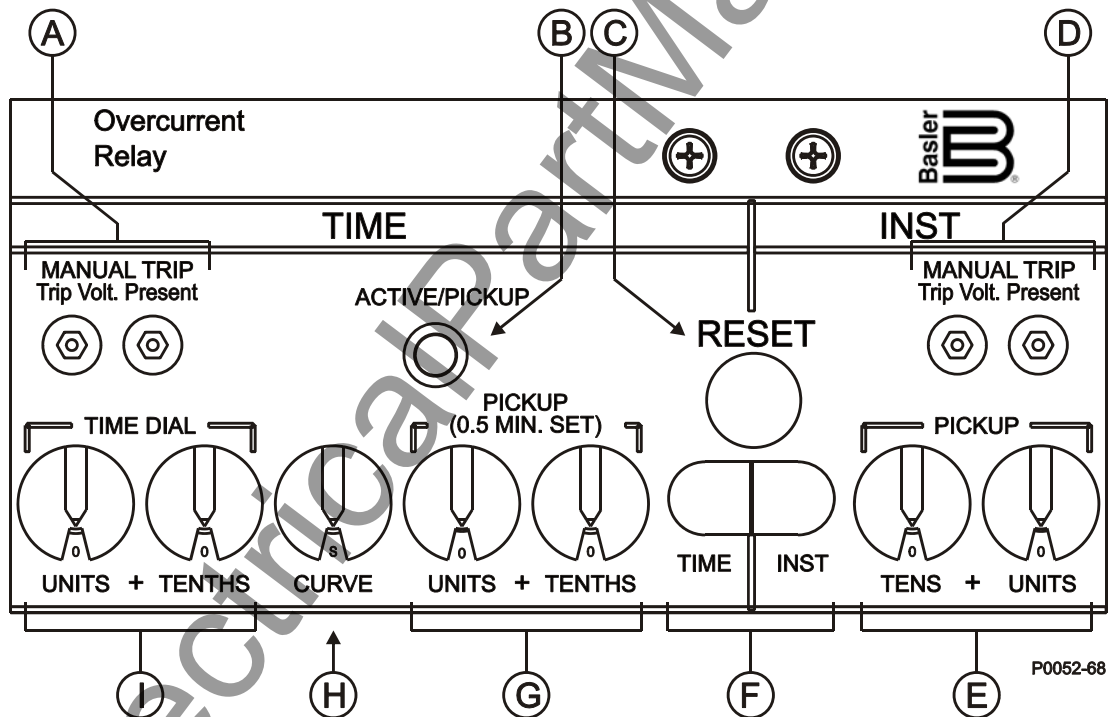 A B C D
Overcurrent
Relay
Basler
B
®
TIME INST
MANUAL TRIP
Trip Volt. Present
ACTIVE/PICKUP
RESET
MANUAL TRIP
Trip Volt. Present
TIME DIAL
PICKUP
(0.5 MIN. SET)
PICKUP
0 0 S 0 0 0 0
UNITS + TENTHS CURVE UNITS + TENTHS TIME INST TENS + UNITS
I H G F E
P0052-68
ctricalPartMa